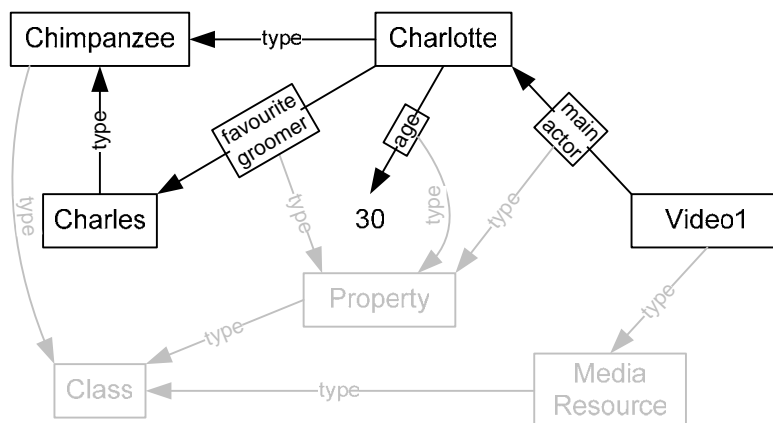 Chimpanzee
type
Charlotte
favourite
groomer
age
main
actor
type
Charles
30
Video1
type
type
type
type
Property
type
type
Class
type
Media
Resource